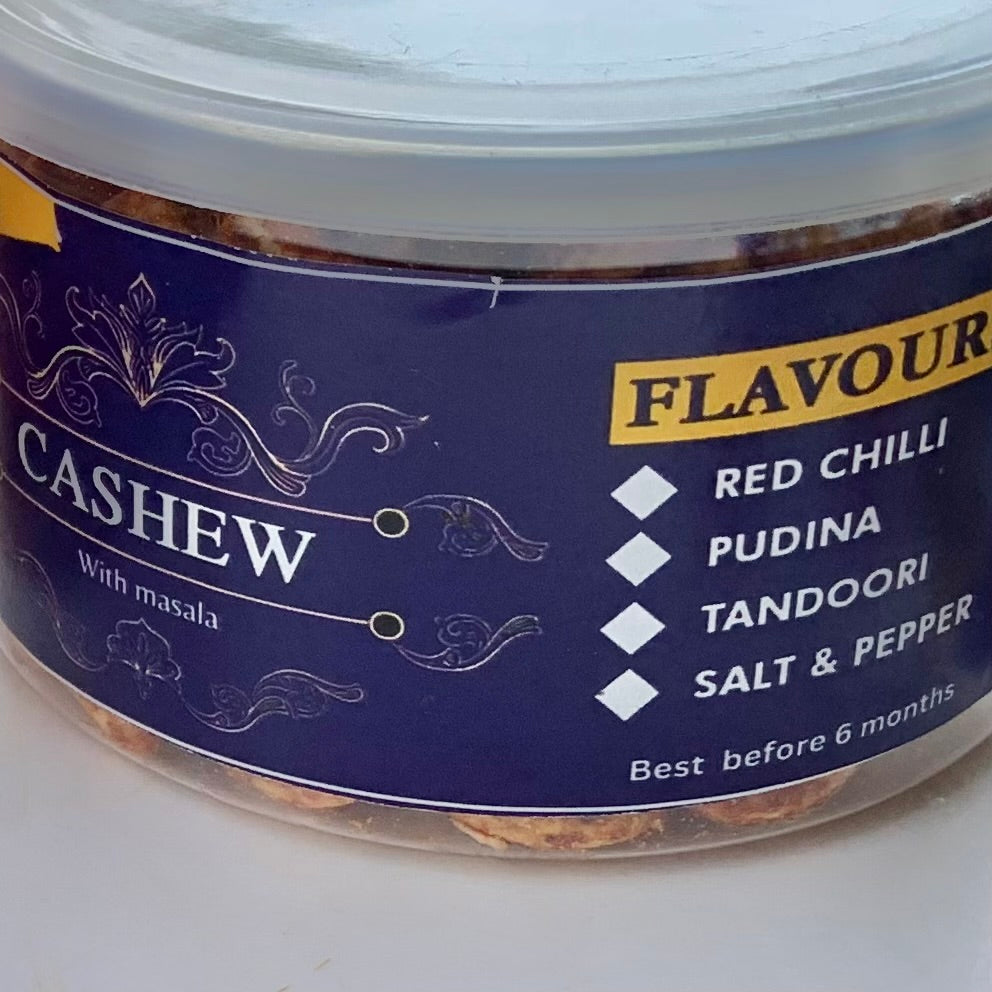 CASHEW
With masala
FLAVOUR
RED CHILLI
PUDINA
TANDOORI
SALT & PEPPER
Best before 6 months